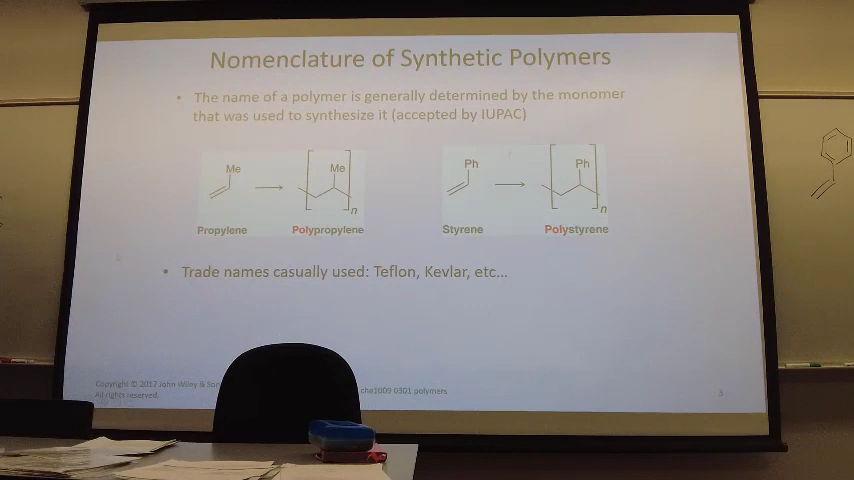 Nomenclature of Synthetic Polymers
• The name of a polymer is generally determined by the monomer
that was used to synthesize it (accepted by IUPAC)
Me
Me
n
Propylene
Polypropylene
Ph
Ph
n
Styrene
Polystyrene
• Trade names casually used: Teflon, Kevlar, etc...
Copyright © 2017 John Wiley & Son
All rights reserved.
cha1009 0301 polymers
3